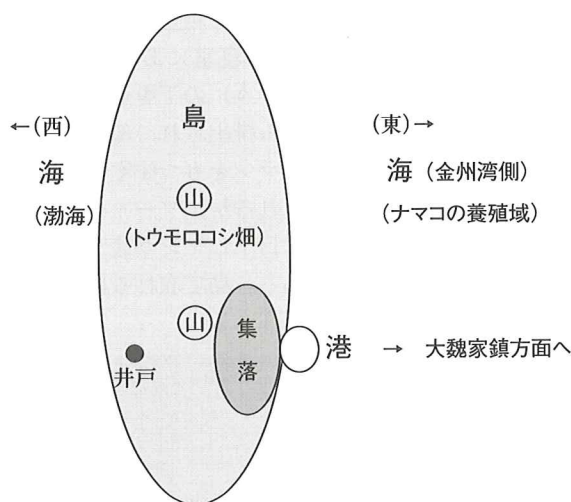 島
←(西)
(東)→
海
(渤海)
海 (金州湾側)
(ナマコの養殖域)
山
(トウモロコシ畑)
山
集落
港
→ 大魏家鎮方面へ
井戸